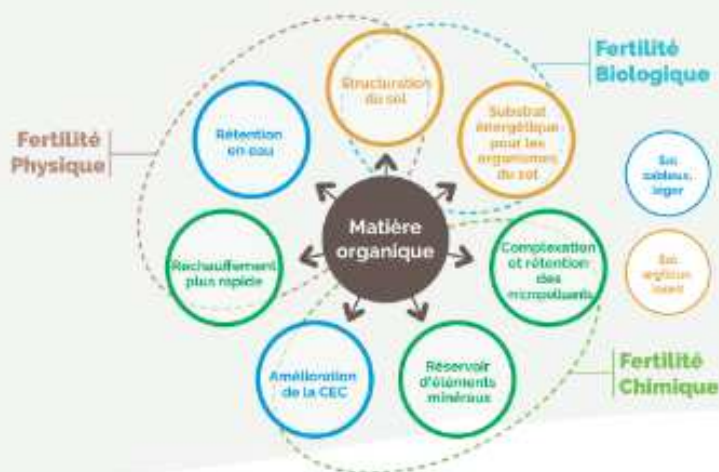 Fertilité
Biologique
Structuration
du sol
Substrat
énergétique
pour les
organismes
du sol
Rétention
en eau
Fertilité
Physique
Sol
sableux,
léger
Matière
organique
Réchauffement
plus rapide
Complexation
et rétention
des
micropolluants
Sol
argileux
lourd
Amélioration
de la CEC
Réservoir
d'éléments
minéraux
Fertilité
Chimique